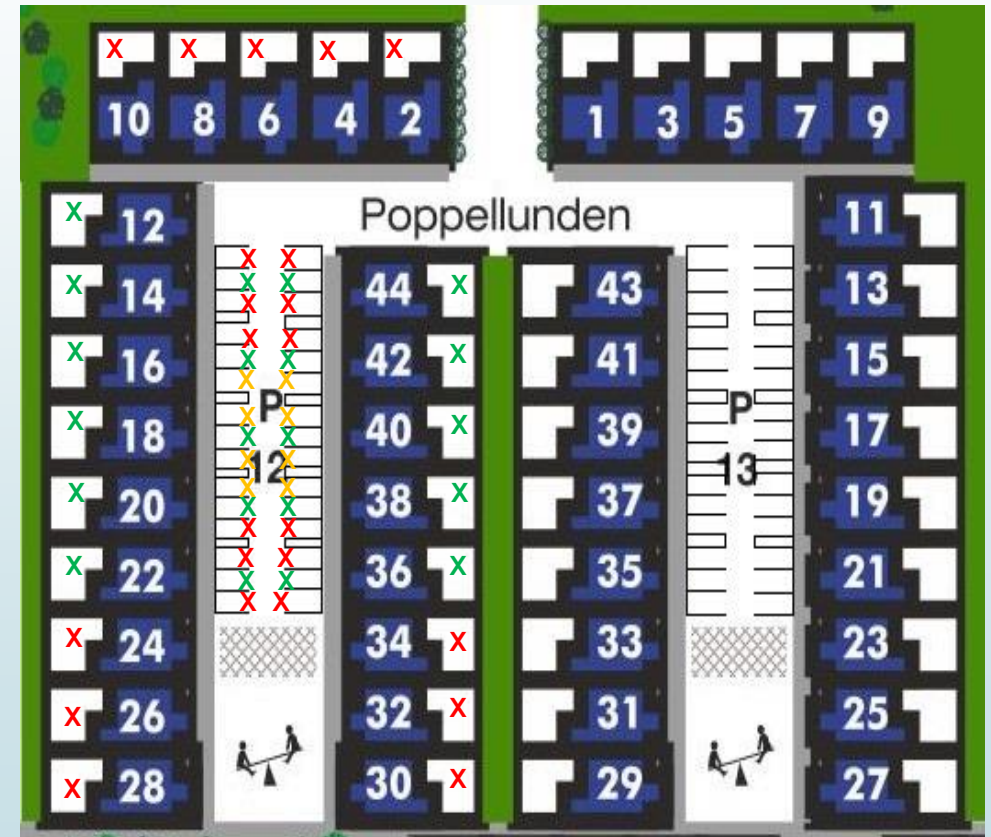 X X X X X
10 8 6 4 2 1 3 5 7 9
Poppellunden
X 12 11
X X
X 14 X X 44 X 43 13
X X
X X
X 16 X X 42 X 41 15
X X
P P
X X
X 18 X X 40 X 39 17
X 12 X 13
X X
X 20 X X 38 X 37 19
X X
X X
X 22 X X 36 X 35 21
X X
X 24 34 X 33 23
X 26 32 X 31 25
X 28 30 X 29 27